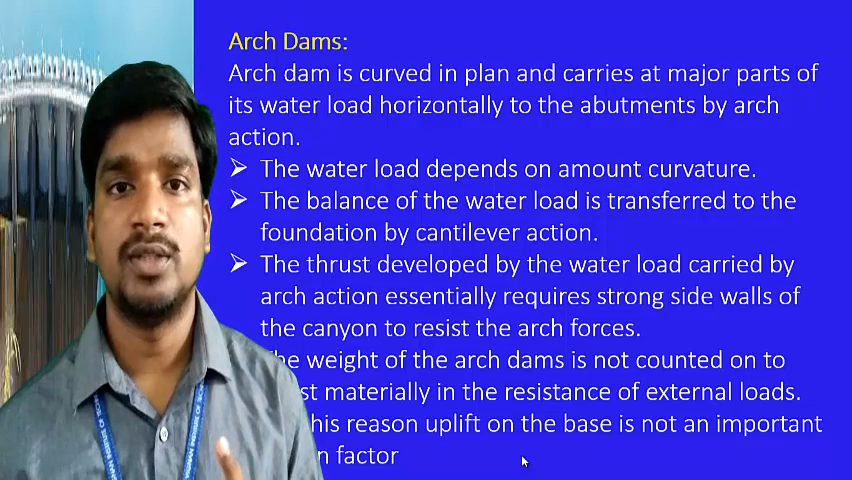 Arch Dams:
Arch dam is curved in plan and carries at major parts of
its water load horizontally to the abutments by arch
action.
➢ The water load depends on amount curvature.
➢ The balance of the water load is transferred to the
foundation by cantilever action.
➢ The thrust developed by the water load carried by
arch action essentially requires strong side walls of
the canyon to resist the arch forces.
weight of the arch dams is not counted on to
materially in the resistance of external loads.
reason uplift on the base is not an important
factor